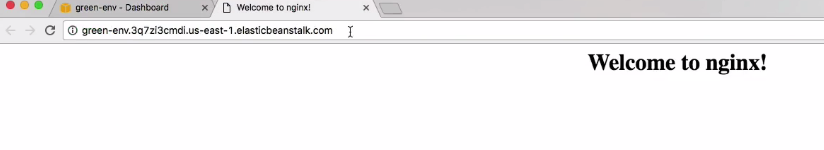 green-env - Dashboard
Welcome to nginx!
green-env.3q7zi3cmdi.us-east-1.elasticbeanstalk.com
Welcome to nginx!